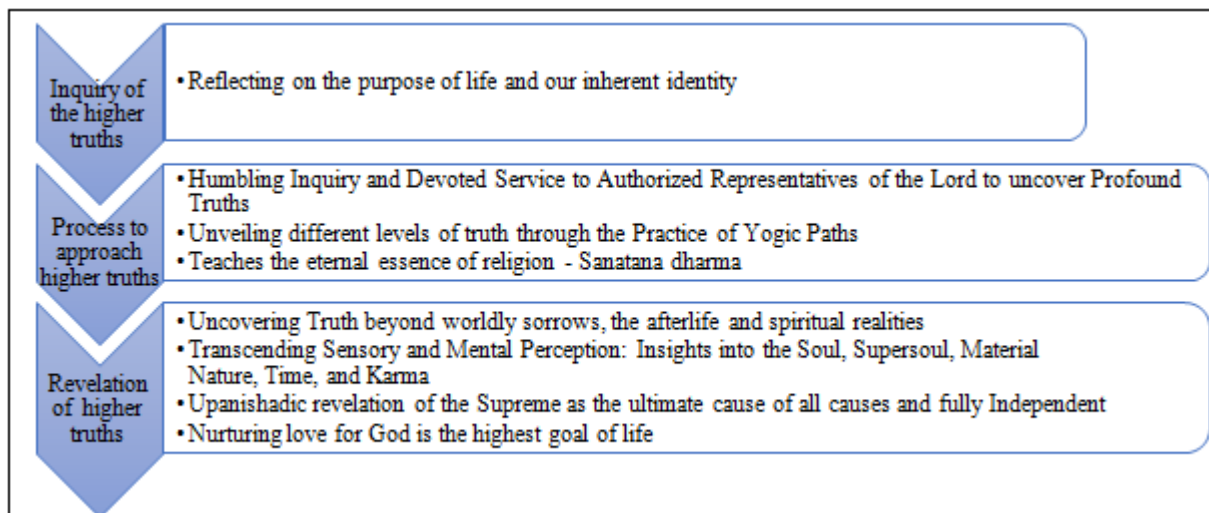 Inquiry of
the higher
truths
•Reflecting on the purpose of life and our inherent identity
Process to
approach
higher truths
•Humbling Inquiry and Devoted Service to Authorized Representatives of the Lord to uncover Profound
Truths
•Unveiling different levels of truth through the Practice of Yogic Paths
•Teaches the eternal essence of religion - Sanatana dharma
Revelation
of higher
truths
•Uncovering Truth beyond worldly sorrows, the afterlife and spiritual realities
•Transcending Sensory and Mental Perception: Insights into the Soul, Supersoul, Material
Nature, Time, and Karma
•Upanishadic revelation of the Supreme as the ultimate cause of all causes and fully Independent
•Nurturing love for God is the highest goal of life